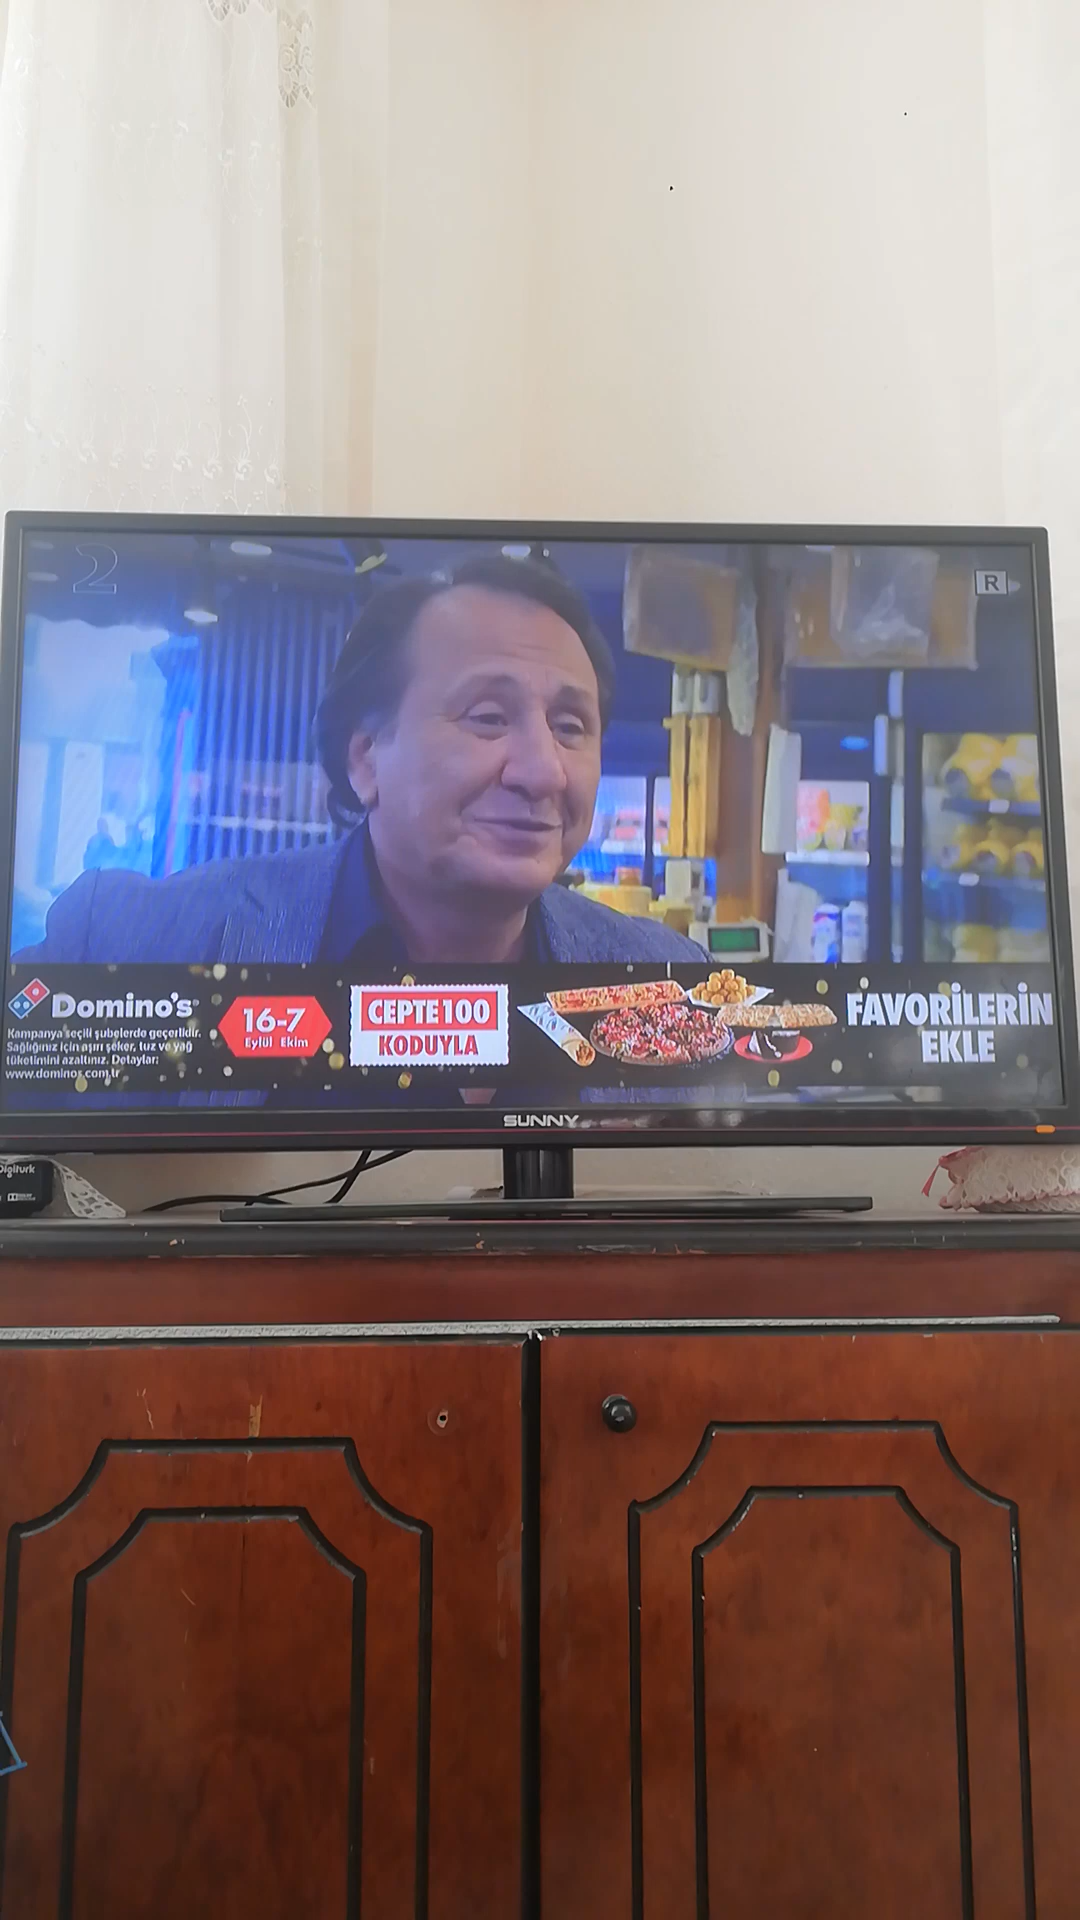 2
R
Domino's
Kampanya seçili şubelerde geçerlidir.
Sağlığınız için aşırı şeker, tuz ve yağ
tüketimini azaltınız. Detaylar:
www.dominos.com.tr
16-7
Eylül Ekim
CEPTE100
KODUYLA
FAVORİLERİN
EKLE
SUNNY
Digiturk